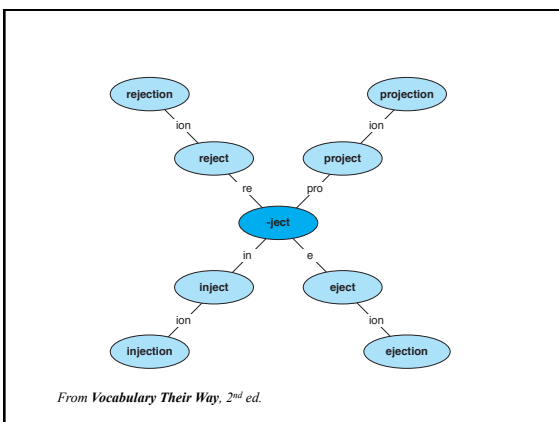 rejection projection
ion ion
reject project
re pro
-ject
in e
inject eject
ion ion
injection ejection
From Vocabulary Their Way, 2nd ed.